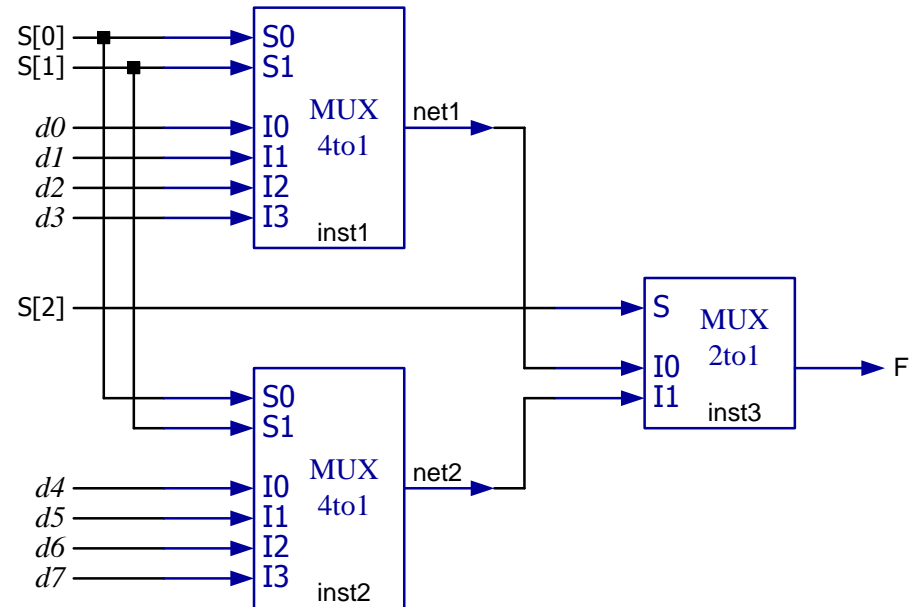 S[0] S0
S[1] S1
MUX
4to1
net1
d0 I0
d1 I1
d2 I2
d3 I3
inst1
S[2] S
MUX
2to1
I0
I1
F
inst3
S0
S1
MUX
4to1
net2
d4 I0
d5 I1
d6 I2
d7 I3
inst2